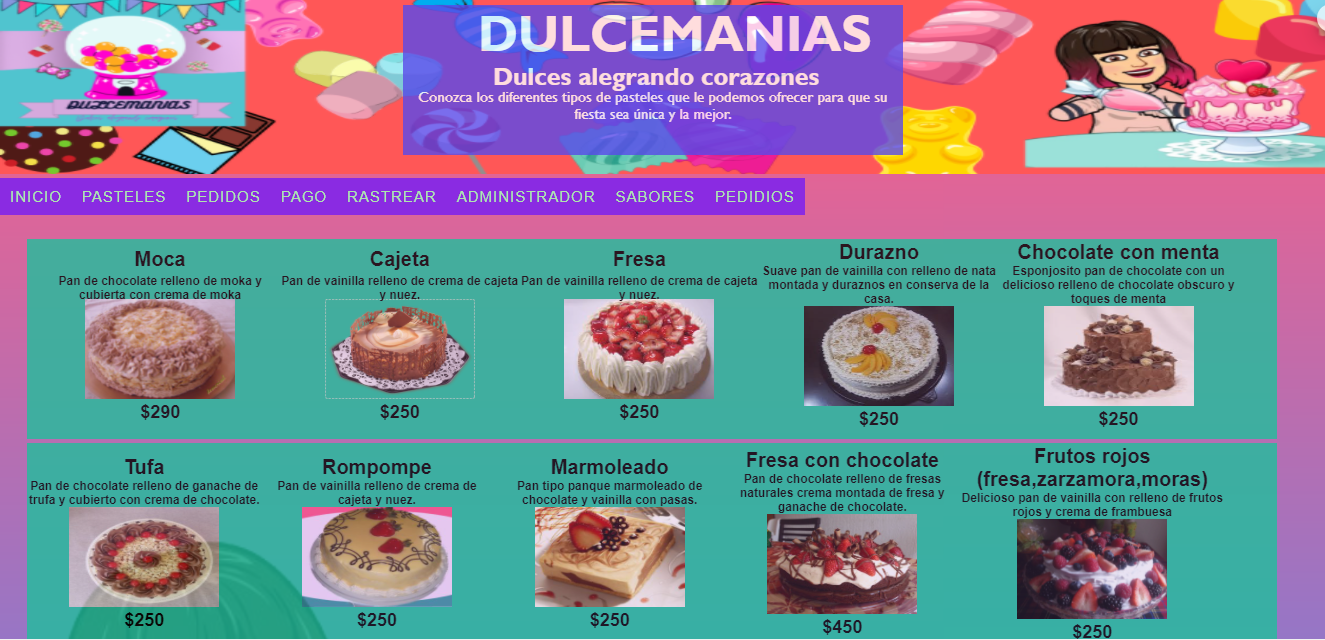 DULCEMANIAS
DULCEMANIAS
Dulces alegrando corazones
Conozca los diferentes tipos de pasteles que le podemos ofrecer para que su
fiesta sea única y la mejor.
INICIO PASTELES PEDIDOS PAGO RASTREAR ADMINISTRADOR SABORES PEDIDIOS
Moca
Pan de chocolate relleno de moka y
cubierta con crema de moka
$290
Cajeta
Pan de vainilla relleno de crema de cajeta
y nuez.
$250
Fresa
Pan de vainilla relleno de crema de cajeta
y nuez.
$250
Durazno
Suave pan de vainilla con relleno de nata
montada y duraznos en conserva de la
casa.
$250
Chocolate con menta
Esponjosito pan de chocolate con un
delicioso relleno de chocolate obscuro y
toques de menta
$250
Tufa
Pan de chocolate relleno de ganache de
trufa y cubierto con crema de chocolate.
$250
Rompompe
Pan de vainilla relleno de crema de
cajeta y nuez.
$250
Marmoleado
Pan tipo panque marmoleado de
chocolate y vainilla con pasas.
$250
Fresa con chocolate
Pan de chocolate relleno de fresas
naturales crema montada de fresa y
ganache de chocolate.
$450
Frutos rojos
(fresa,zarzamora,moras)
Delicioso pan de vainilla con relleno de frutos
rojos y crema de frambuesa
$250